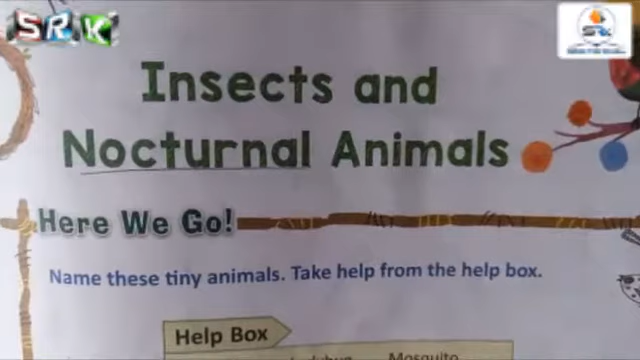 SRK
SRK
Insects and
Nocturnal Animals
Here We Go!
Name these tiny animals. Take help from the help box.
Help Box
Mosquito